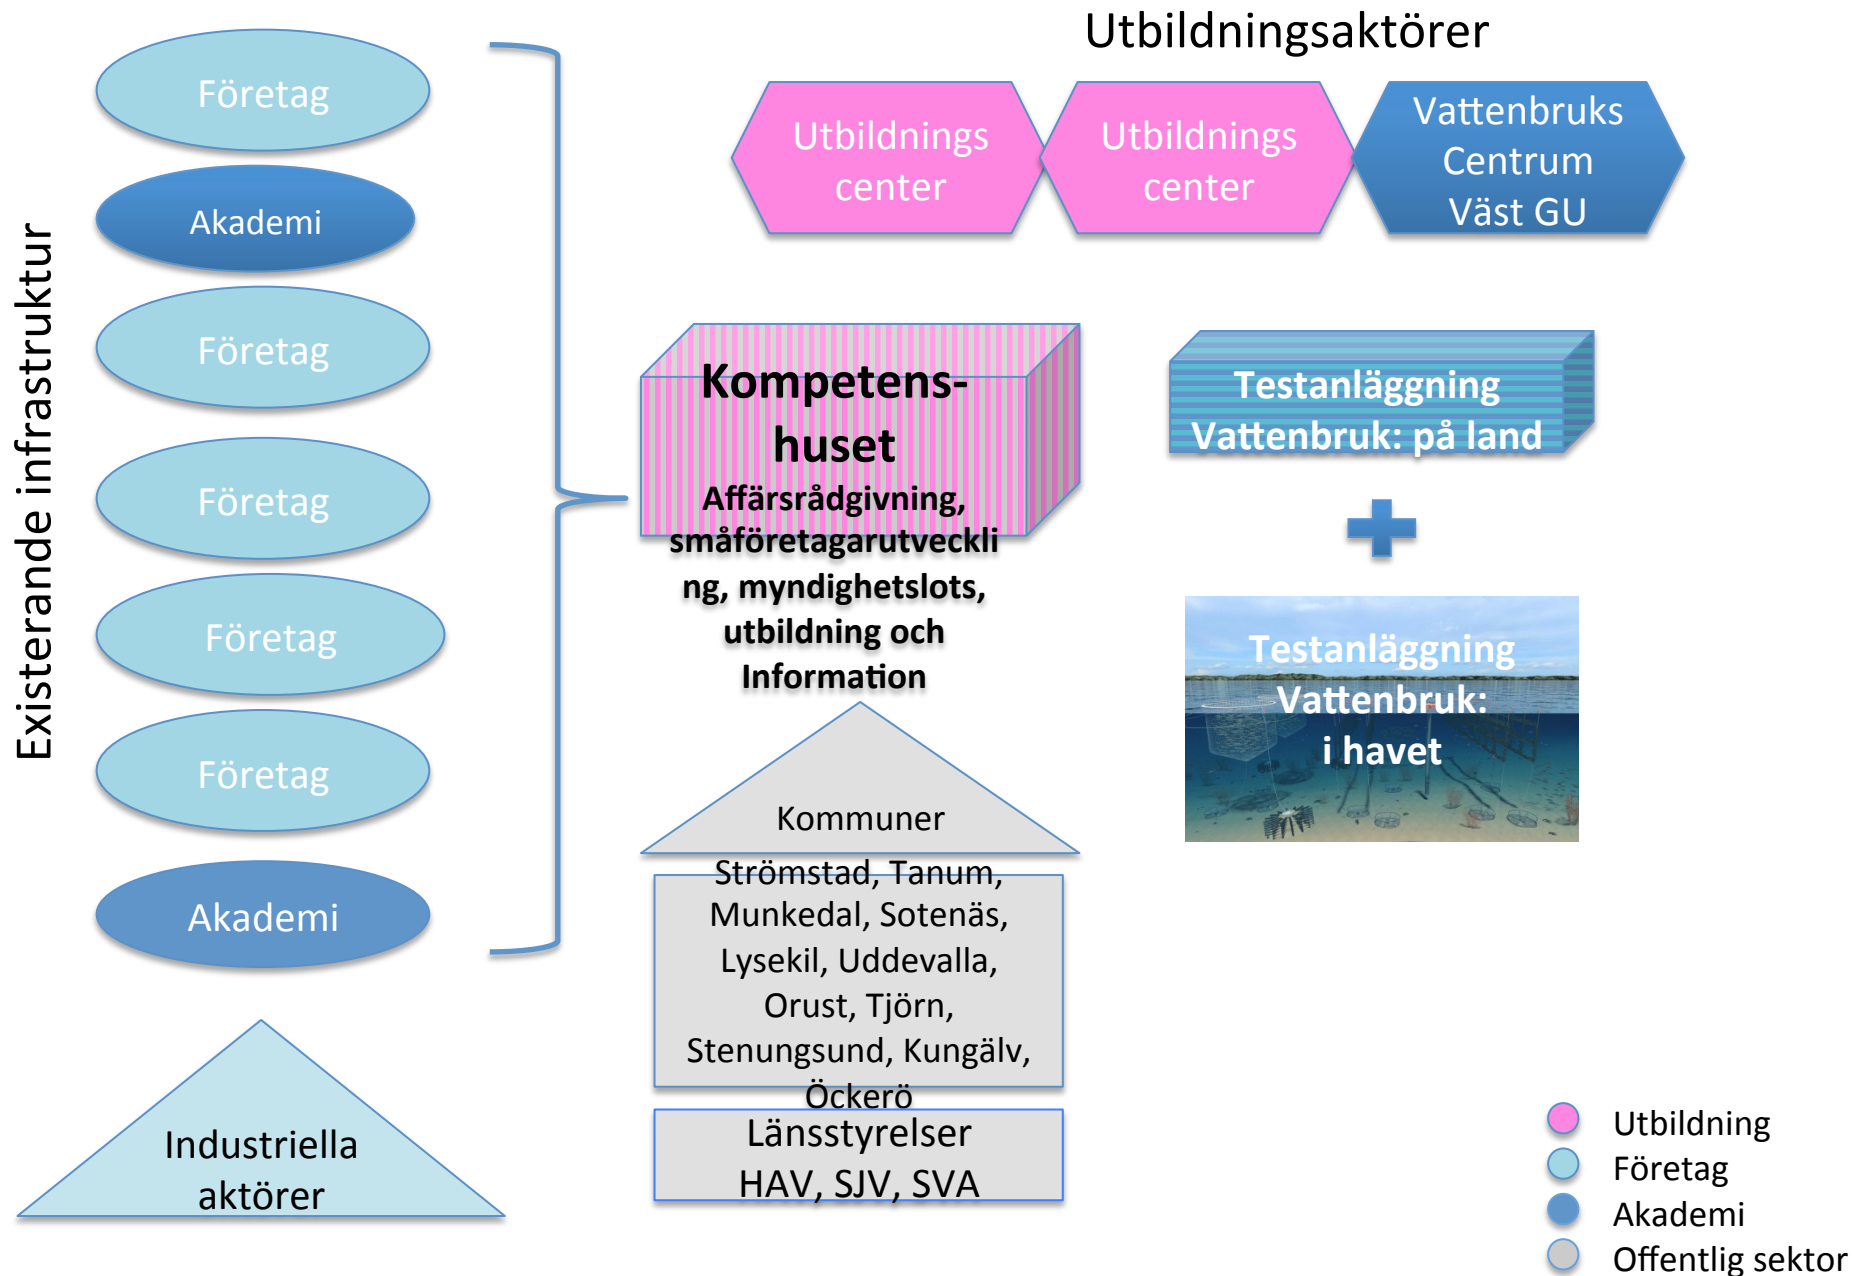 Utbildningsaktörer
Existerande infrastruktur
Företag
Akademi
Företag
Företag
Företag
Företag
Akademi
Industriella
aktörer
Utbildnings
center
Utbildnings
center
Vattenbruks
Centrum
Väst GU
Kompetens-
huset
Affärsrådgivning,
småföretagarutveckli
ng, myndighetslots,
utbildning och
Information
Kommuner
Strömstad, Tanum,
Munkedal, Sotenäs,
Lysekil, Uddevalla,
Orust, Tjörn,
Stenungsund, Kungälv,
Öckerö
Länsstyrelser
HAV, SJV, SVA
Testanläggning
Vattenbruk: på land
Testanläggning
Vattenbruk:
i havet
Utbildning
Företag
Akademi
Offentlig sektor